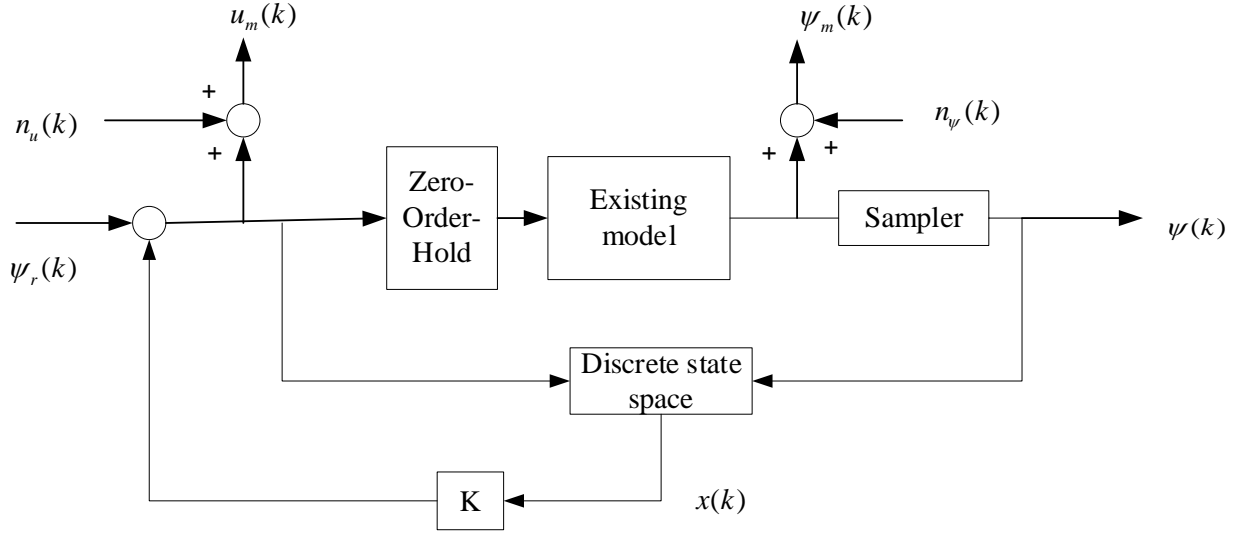 u_m(k)
ψ_m(k)
+
n_u(k)
n_ψ(k)
+
+ +
Zero-
Order-
Hold
Existing
model
Sampler
ψ(k)
ψ_r(k)
Discrete state
space
K
x(k)